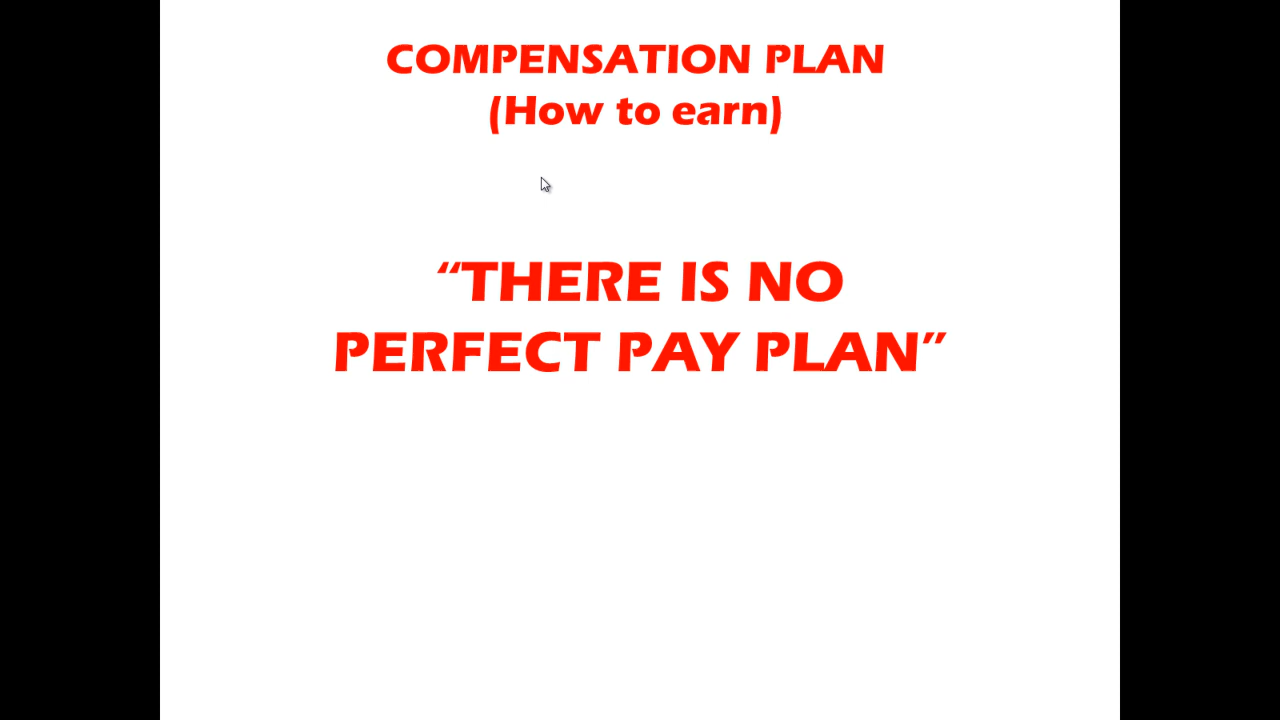 COMPENSATION PLAN
(How to earn)
“THERE IS NO
PERFECT PAY PLAN”